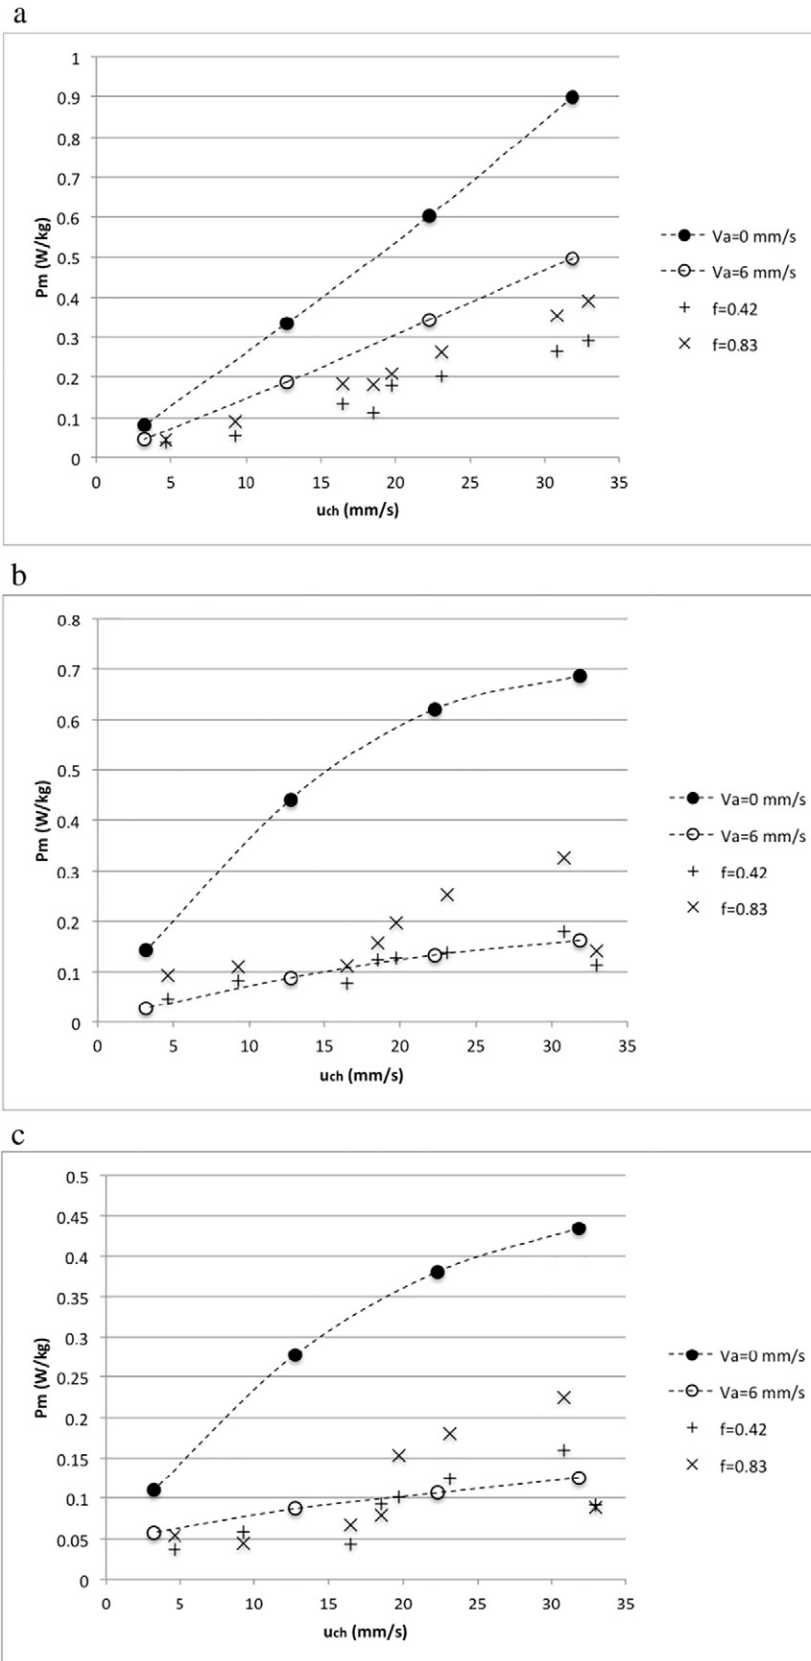 a
1
0.9
0.8
0.7
0.6
0.5
0.4
0.3
0.2
0.1
0
Pm (W/kg)
0 5 10 15 20 25 30 35
uch (mm/s)
Va=0 mm/s
Va=6 mm/s
f=0.42
f=0.83
b
0.8
0.7
0.6
0.5
0.4
0.3
0.2
0.1
0
Pm (W/kg)
0 5 10 15 20 25 30 35
uch (mm/s)
Va=0 mm/s
Va=6 mm/s
f=0.42
f=0.83
c
0.5
0.45
0.4
0.35
0.3
0.25
0.2
0.15
0.1
0.05
0
Pm (W/kg)
0 5 10 15 20 25 30 35
uch (mm/s)
Va=0 mm/s
Va=6 mm/s
f=0.42
f=0.83